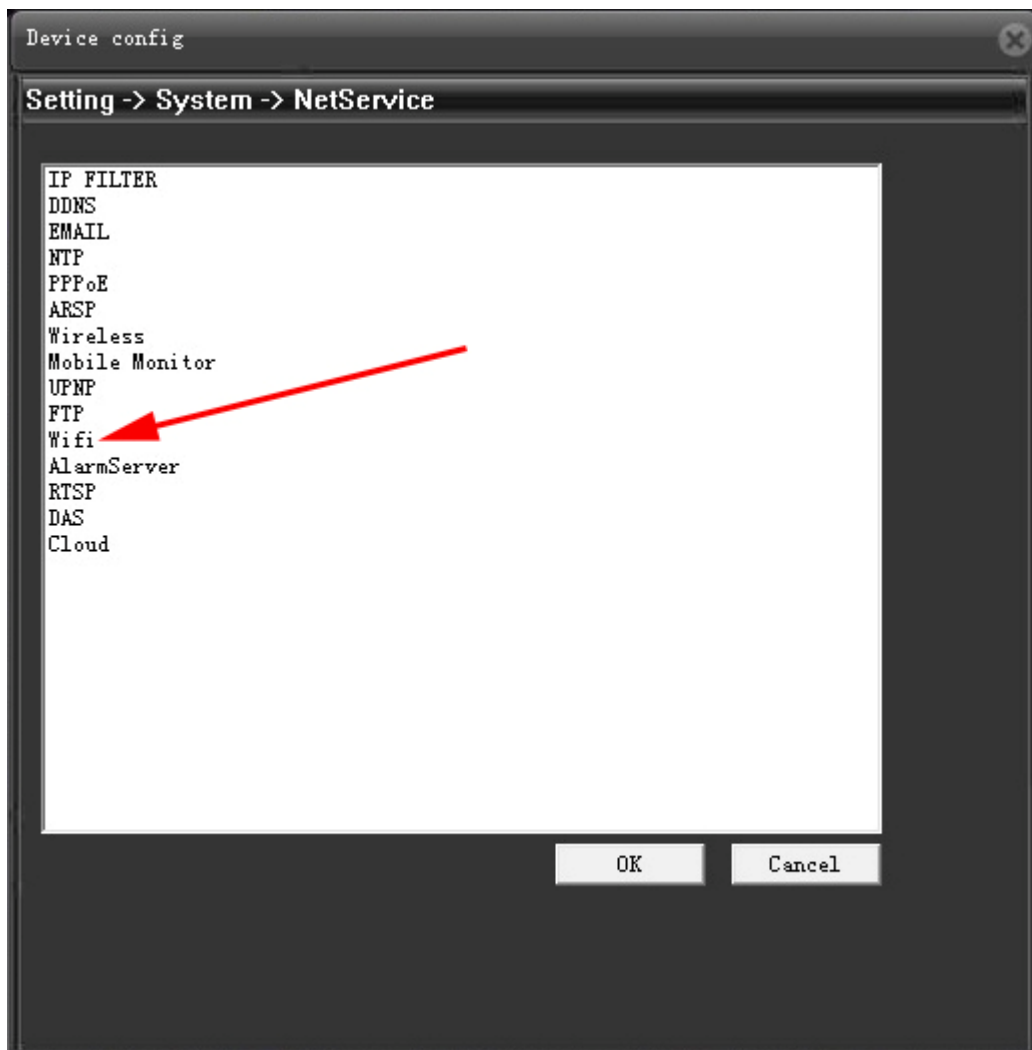 Device config
Setting -> System -> NetService
IP FILTER
DDNS
EMAIL
NTP
PPPoE
ARSP
Wireless
Mobile Monitor
UPNP
FTP
Wifi
AlarmServer
RTSP
DAS
Cloud
OK Cancel